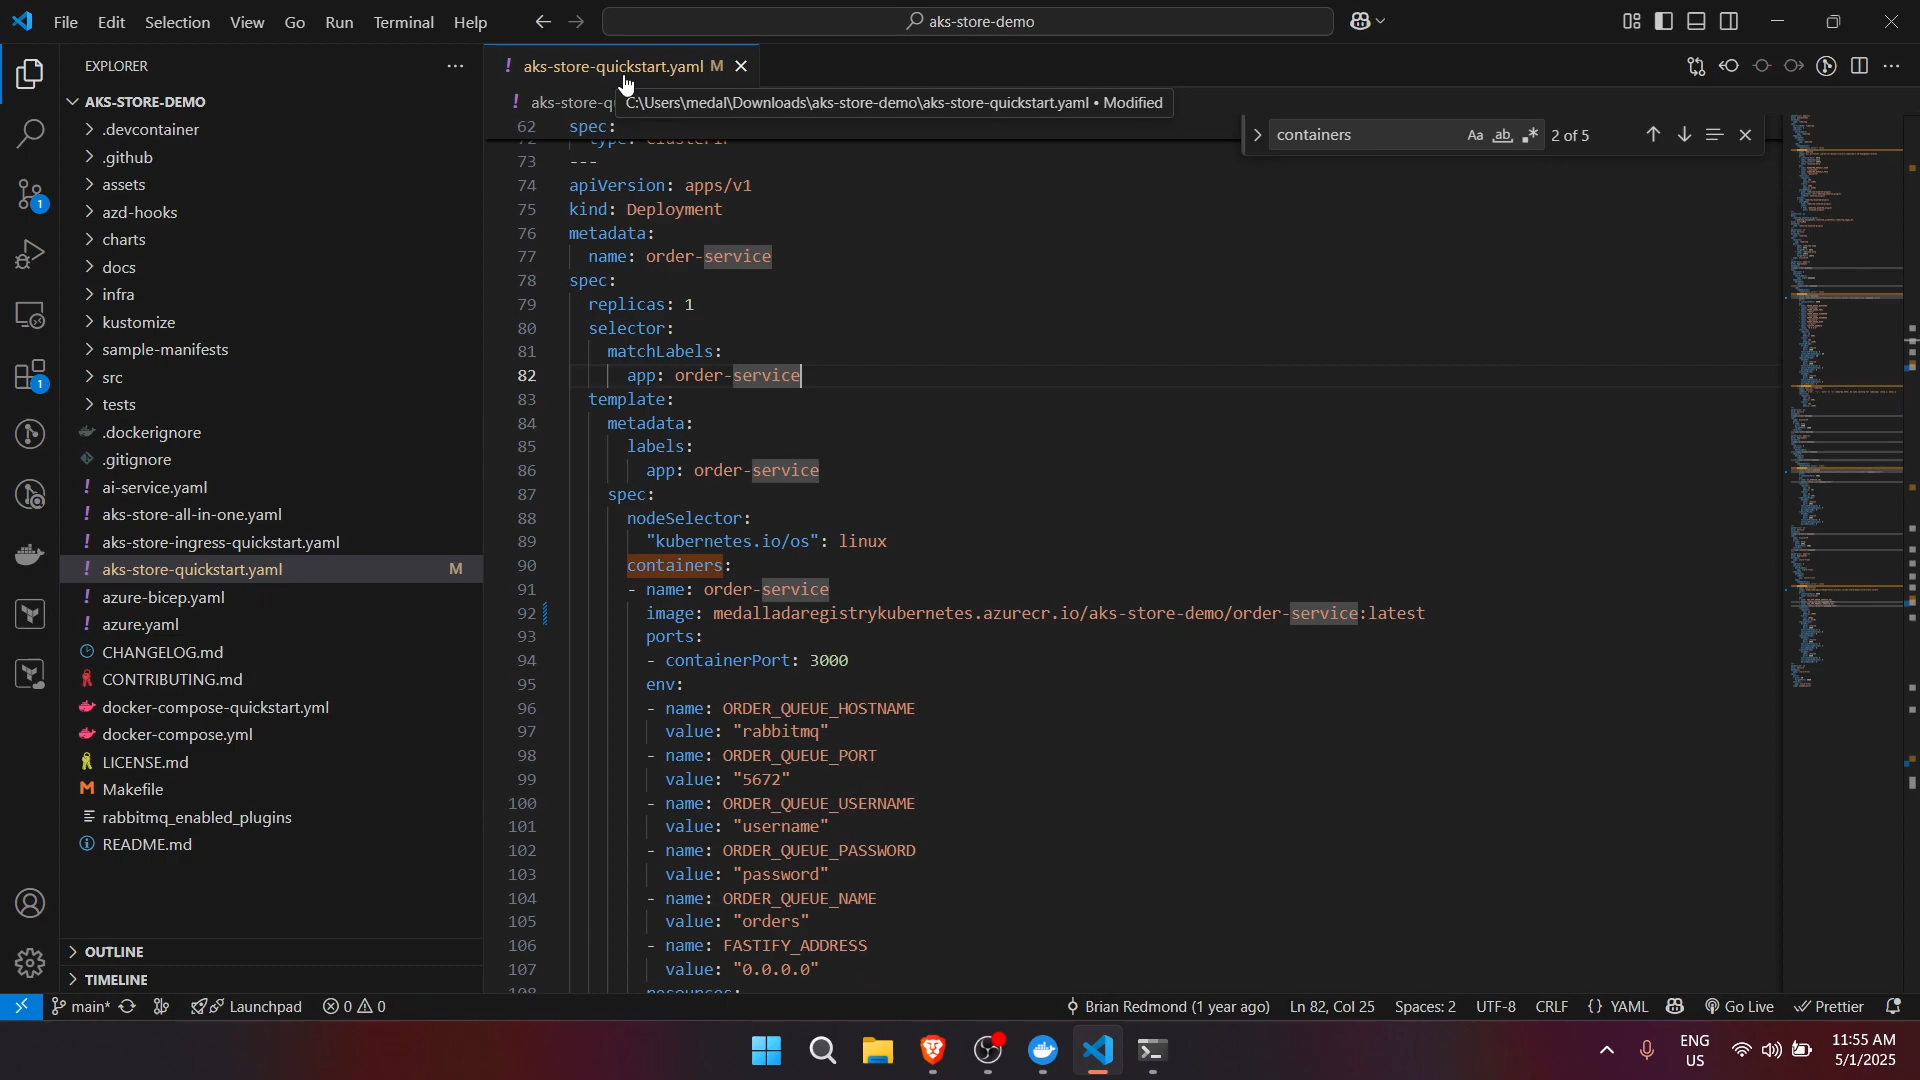 File Edit Selection View Go Run Terminal Help
aks-store-demo
EXPLORER
AKS-STORE-DEMO
.devcontainer
.github
assets
azd-hooks
charts
docs
infra
kustomize
sample-manifests
src
tests
.dockerignore
.gitignore
ai-service.yaml
aks-store-all-in-one.yaml
aks-store-ingress-quickstart.yaml
aks-store-quickstart.yaml M
azure-bicep.yaml
azure.yaml
CHANGELOG.md
CONTRIBUTING.md
docker-compose-quickstart.yml
docker-compose.yml
LICENSE.md
Makefile
rabbitmq_enabled_plugins
README.md
OUTLINE
TIMELINE
1
1
aks-store-quickstart.yaml M
aks-store-q
C:\Users\medal\Downloads\aks-store-demo\aks-store-quickstart.yaml • Modified
containers Aa ab 2 of 5
62 spec:
72 type: ClusterIP
73 ---
74 apiVersion: apps/v1
75 kind: Deployment
76 metadata:
77 name: order-service
78 spec:
79 replicas: 1
80 selector:
81 matchLabels:
82 app: order-service
83 template:
84 metadata:
85 labels:
86 app: order-service
87 spec:
88 nodeSelector:
89 "kubernetes.io/os": linux
90 containers:
91 - name: order-service
92 image: medalladaregistrykubernetes.azurecr.io/aks-store-demo/order-service:latest
93 ports:
94 - containerPort: 3000
95 env:
96 - name: ORDER_QUEUE_HOSTNAME
97 value: "rabbitmq"
98 - name: ORDER_QUEUE_PORT
99 value: "5672"
100 - name: ORDER_QUEUE_USERNAME
101 value: "username"
102 - name: ORDER_QUEUE_PASSWORD
103 value: "password"
104 - name: ORDER_QUEUE_NAME
105 value: "orders"
106 - name: FASTIFY_ADDRESS
107 value: "0.0.0.0"
108 resources:
main* Launchpad 0 0
Brian Redmond (1 year ago) Ln 82, Col 25 Spaces: 2 UTF-8 CRLF {} YAML Go Live Prettier
ENG
US
11:55 AM
5/1/2025